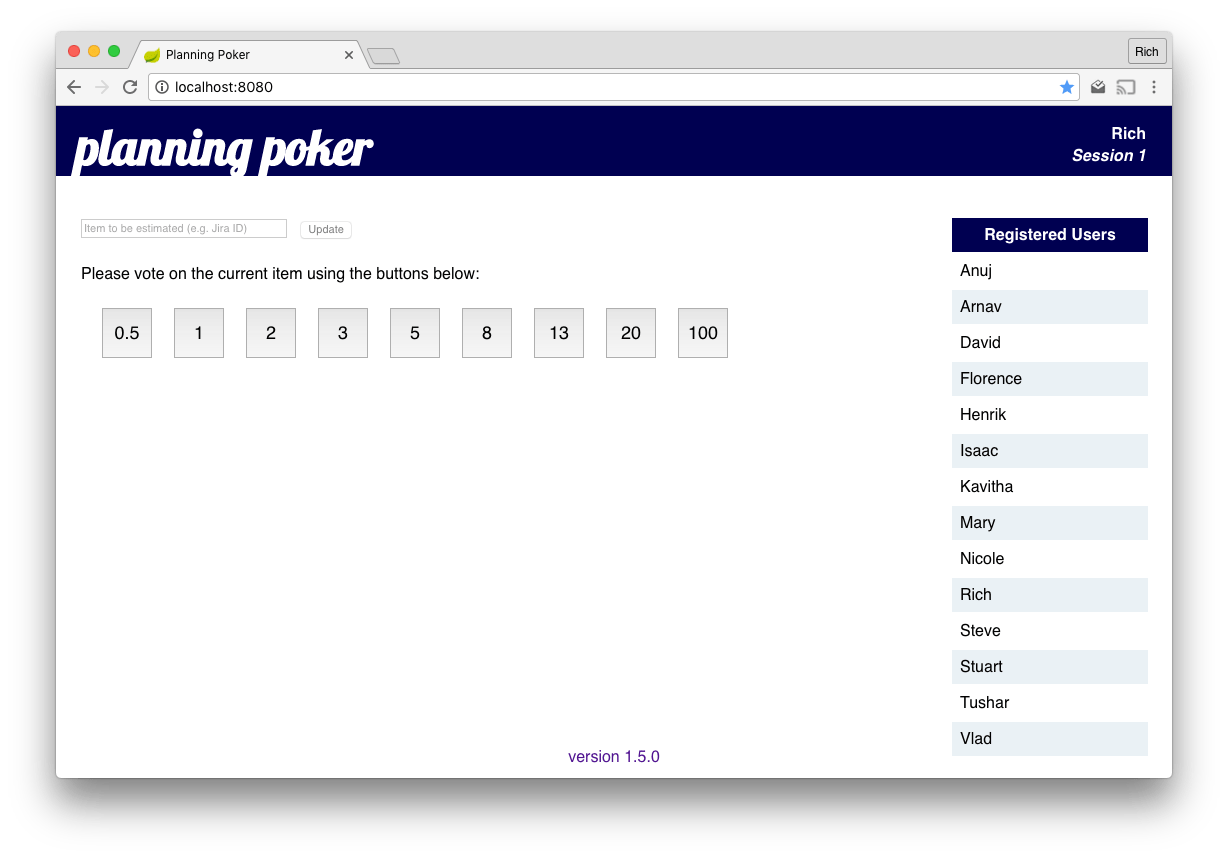 Planning Poker
Rich
localhost:8080
planning poker
Rich
Session 1
Item to be estimated (e.g. Jira ID)
Update
Please vote on the current item using the buttons below:
0.5 1 2 3 5 8 13 20 100
Registered Users
Anuj
Arnav
David
Florence
Henrik
Isaac
Kavitha
Mary
Nicole
Rich
Steve
Stuart
Tushar
Vlad
version 1.5.0